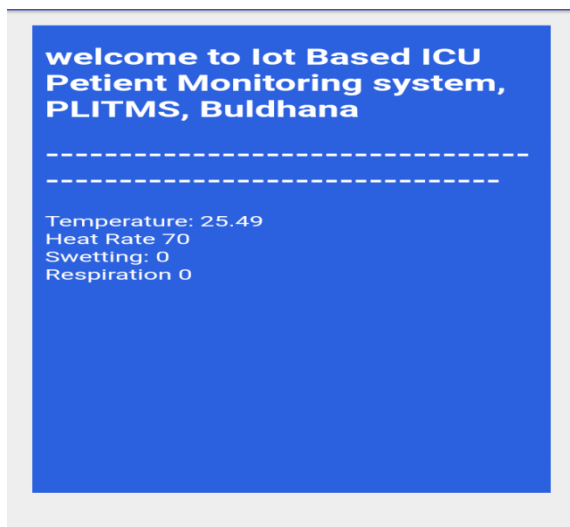 welcome to Iot Based ICU
Petient Monitoring system,
PLITMS, Buldhana
---------------------------------
-------------------------------
Temperature: 25.49
Heat Rate 70
Swetting: 0
Respiration 0